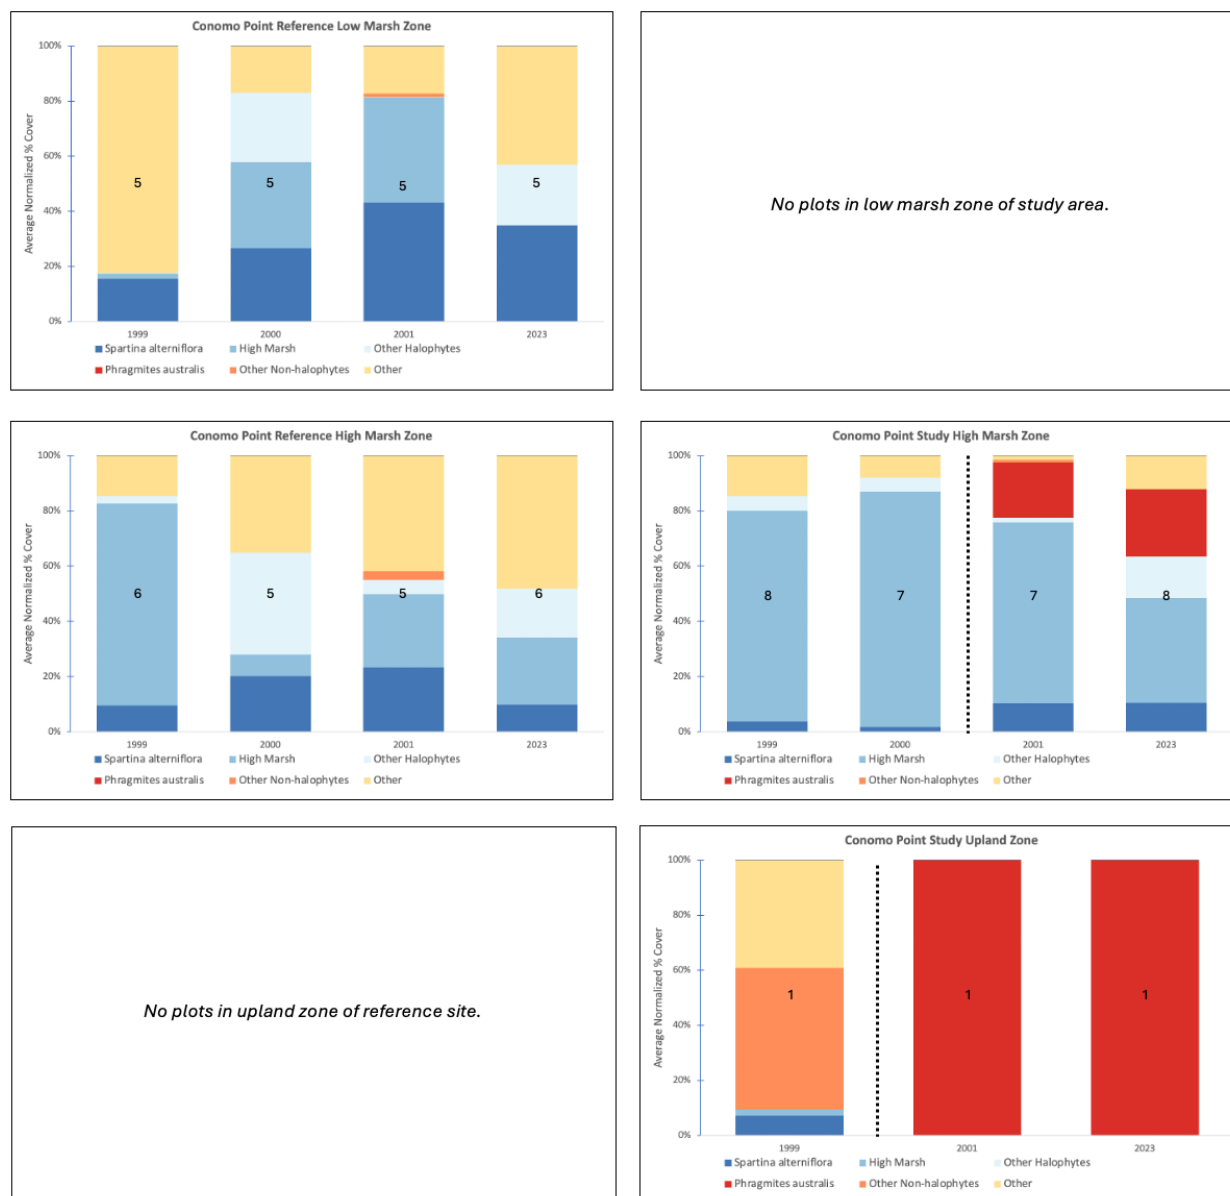 Conomo Point Reference Low Marsh Zone
Average Normalized % Cover
100%
80%
60%
40%
20%
0%
5
5
5
5
1999 2000 2001 2023
Spartina alterniflora High Marsh Other Halophytes
Phragmites australis Other Non-halophytes Other
No plots in low marsh zone of study area.
Conomo Point Reference High Marsh Zone
Average Normalized % Cover
100%
80%
60%
40%
20%
0%
6
5
5
6
1999 2000 2001 2023
Spartina alterniflora High Marsh Other Halophytes
Phragmites australis Other Non-halophytes Other
Conomo Point Study High Marsh Zone
Average Normalized % Cover
100%
80%
60%
40%
20%
0%
8
7
7
8
1999 2000 2001 2023
Spartina alterniflora High Marsh Other Halophytes
Phragmites australis Other Non-halophytes Other
No plots in upland zone of reference site.
Conomo Point Study Upland Zone
Average Normalized % Cover
100%
80%
60%
40%
20%
0%
1
1
1
1999 2001 2023
Spartina alterniflora High Marsh Other Halophytes
Phragmites australis Other Non-halophytes Other